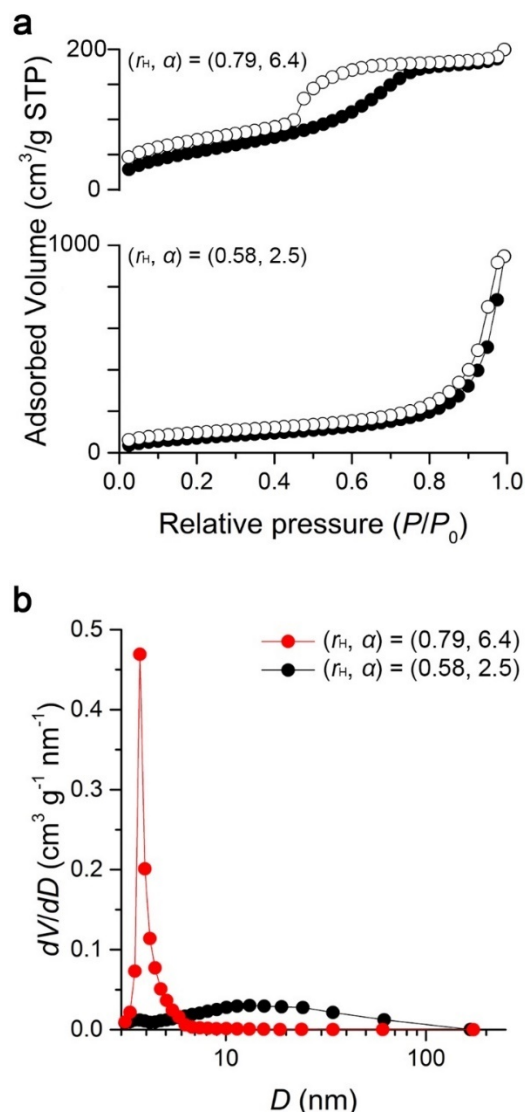 a
200
(rH, α) = (0.79, 6.4)
0
1000
(rH, α) = (0.58, 2.5)
0
Adsorbed Volume (cm³/g STP)
0.0 0.2 0.4 0.6 0.8 1.0
Relative pressure (P/P₀)
b
0.5
(rH, α) = (0.79, 6.4)
(rH, α) = (0.58, 2.5)
0.4
0.3
0.2
0.1
0.0
dV/dD (cm³ g⁻¹ nm⁻¹)
10 100
D (nm)